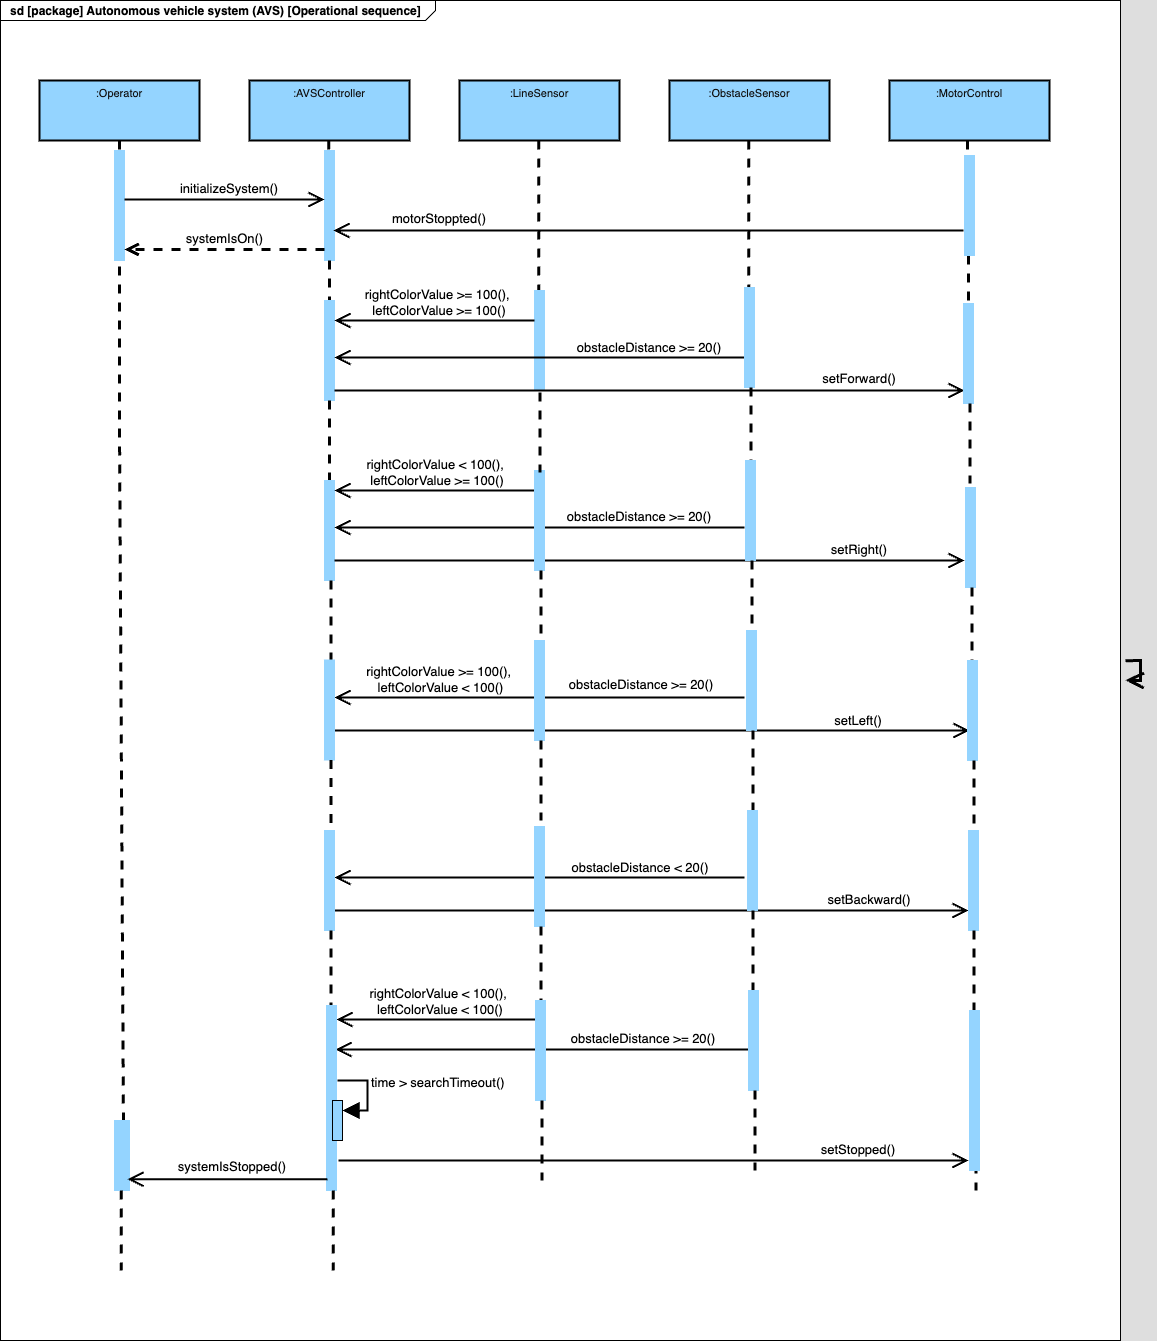 sd [package] Autonomous vehicle system (AVS) [Operational sequence]
:Operator
:AVSController
:LineSensor
:ObstacleSensor
:MotorControl
initializeSystem()
motorStoppted()
systemIsOn()
rightColorValue >= 100(),
leftColorValue >= 100()
obstacleDistance >= 20()
setForward()
rightColorValue < 100(),
leftColorValue >= 100()
obstacleDistance >= 20()
setRight()
rightColorValue >= 100(),
leftColorValue < 100()
obstacleDistance >= 20()
setLeft()
obstacleDistance < 20()
setBackward()
rightColorValue < 100(),
leftColorValue < 100()
obstacleDistance >= 20()
time > searchTimeout()
setStopped()
systemIsStopped()